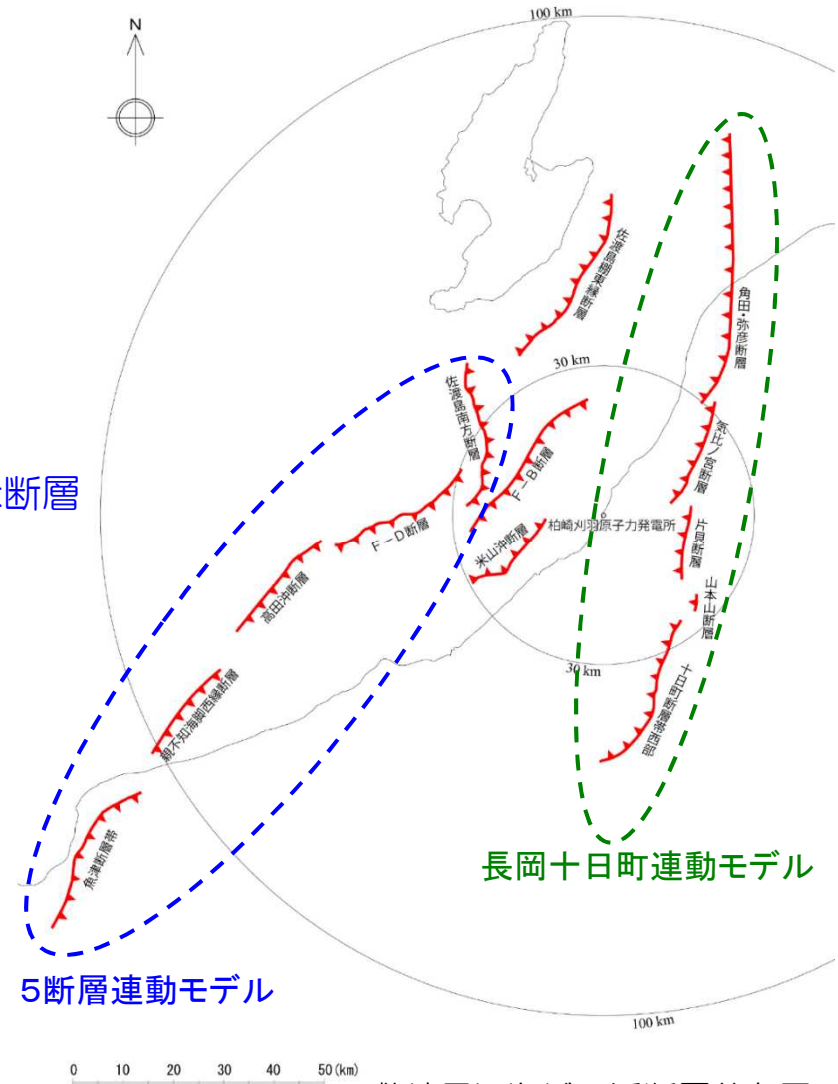 N
100 km
佐渡島棚東縁断層
角田・弥彦断層
30 km
佐渡島南方断層
気比ノ宮断層
F－B断層
断層
F－D断層
柏崎刈羽原子力発電所
片貝断層
米山沖断層
高田沖断層
山本山断層
30 km
十日町断層帯西部
親不知海脚西縁断層
魚津断層帯
長岡十日町連動モデル
5断層連動モデル
100 km
0 10 20 30 40 50(km)